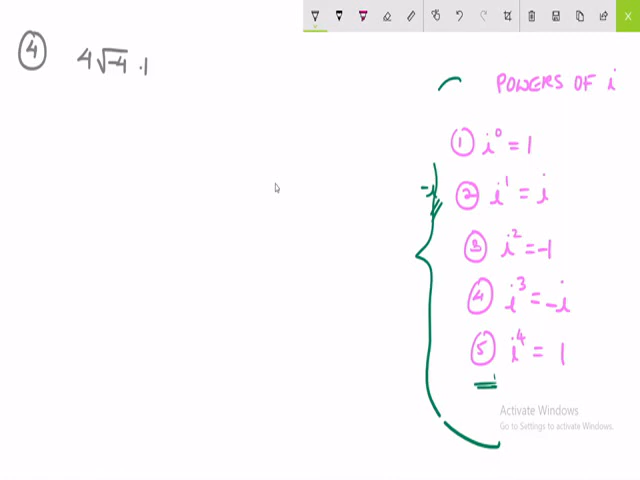 ④ 4√-4 .1
POWERS OF i
① i⁰ = 1
② i¹ = i
③ i² = -1
④ i³ = -i
⑤ i⁴ = 1
Activate Windows
Go to Settings to activate Windows.